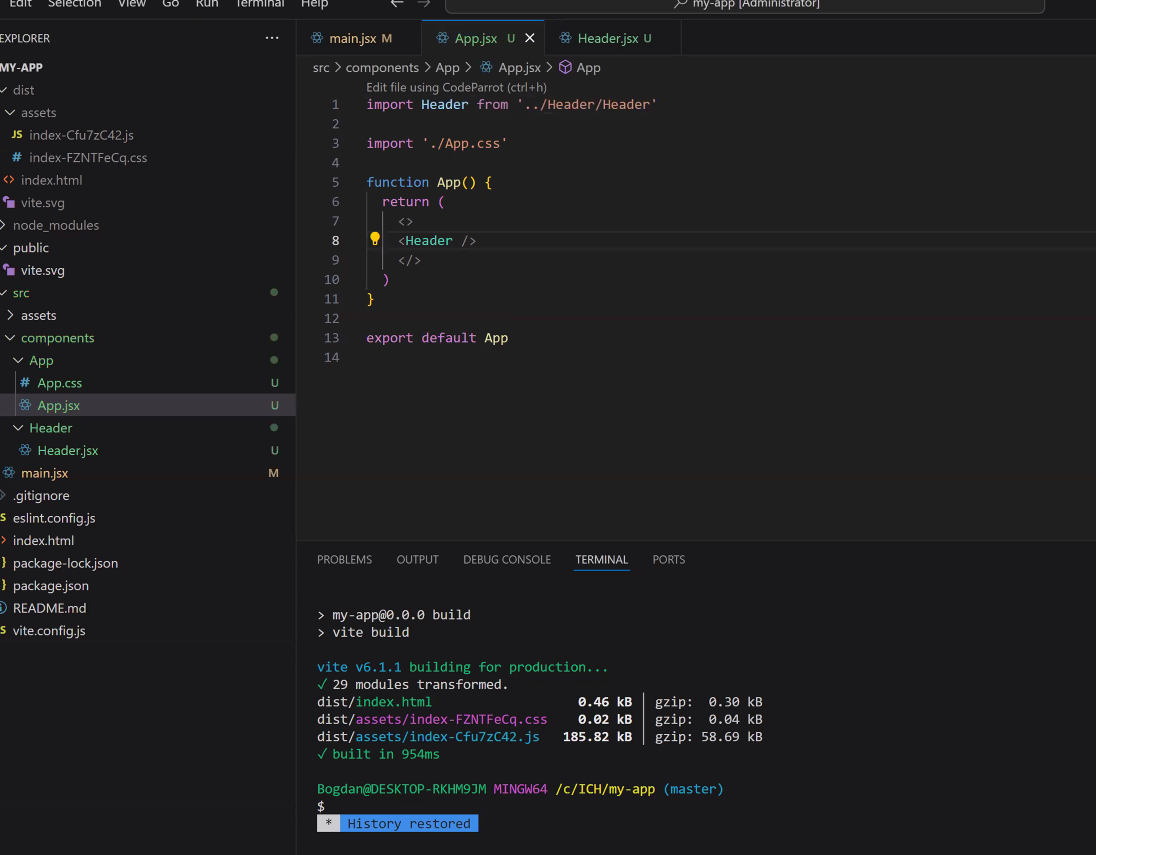 Edit Selection View Go Run Terminal Help
my-app [Administrator]
EXPLORER
MY-APP
dist
assets
JS index-Cfu7zC42.js
# index-FZNTFeCq.css
<> index.html
vite.svg
node_modules
public
vite.svg
src
assets
components
App
# App.css U
App.jsx U
Header
Header.jsx U
main.jsx M
.gitignore
eslint.config.js
index.html
package-lock.json
package.json
README.md
vite.config.js
main.jsx M App.jsx U Header.jsx U
src > components > App > App.jsx > App
Edit file using CodeParrot (ctrl+h)
1 import Header from '../Header/Header'
2
3 import './App.css'
4
5 function App() {
6 return (
7 <>
8 <Header />
9 </>
10 )
11 }
12
13 export default App
14
PROBLEMS OUTPUT DEBUG CONSOLE TERMINAL PORTS
> my-app@0.0.0 build
> vite build
vite v6.1.1 building for production...
✓ 29 modules transformed.
dist/index.html 0.46 kB │ gzip: 0.30 kB
dist/assets/index-FZNTFeCq.css 0.02 kB │ gzip: 0.04 kB
dist/assets/index-Cfu7zC42.js 185.82 kB │ gzip: 58.69 kB
✓ built in 954ms
Bogdan@DESKTOP-RKHM9JM MINGW64 /c/ICH/my-app (master)
$
* History restored